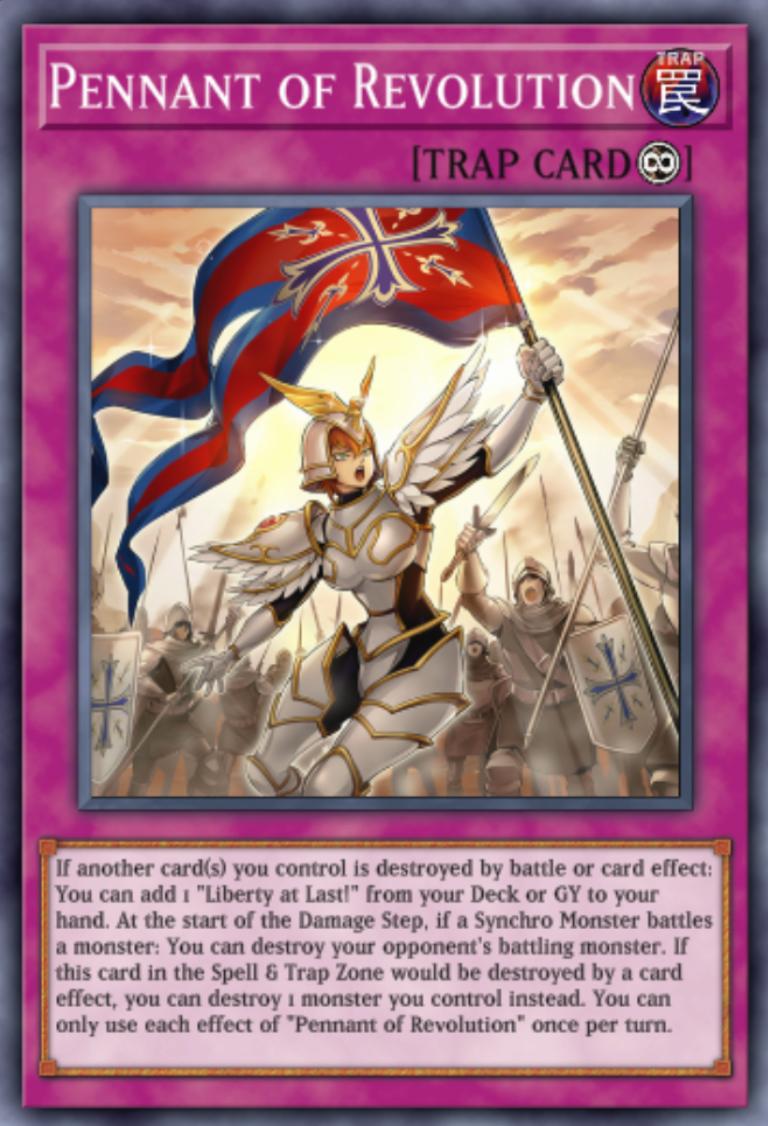 PENNANT OF REVOLUTION
TRAP
罠
[TRAP CARD]
If another card(s) you control is destroyed by battle or card effect:
You can add 1 "Liberty at Last!" from your Deck or GY to your
hand. At the start of the Damage Step, if a Synchro Monster battles
a monster: You can destroy your opponent's battling monster. If
this card in the Spell & Trap Zone would be destroyed by a card
effect, you can destroy 1 monster you control instead. You can
only use each effect of "Pennant of Revolution" once per turn.